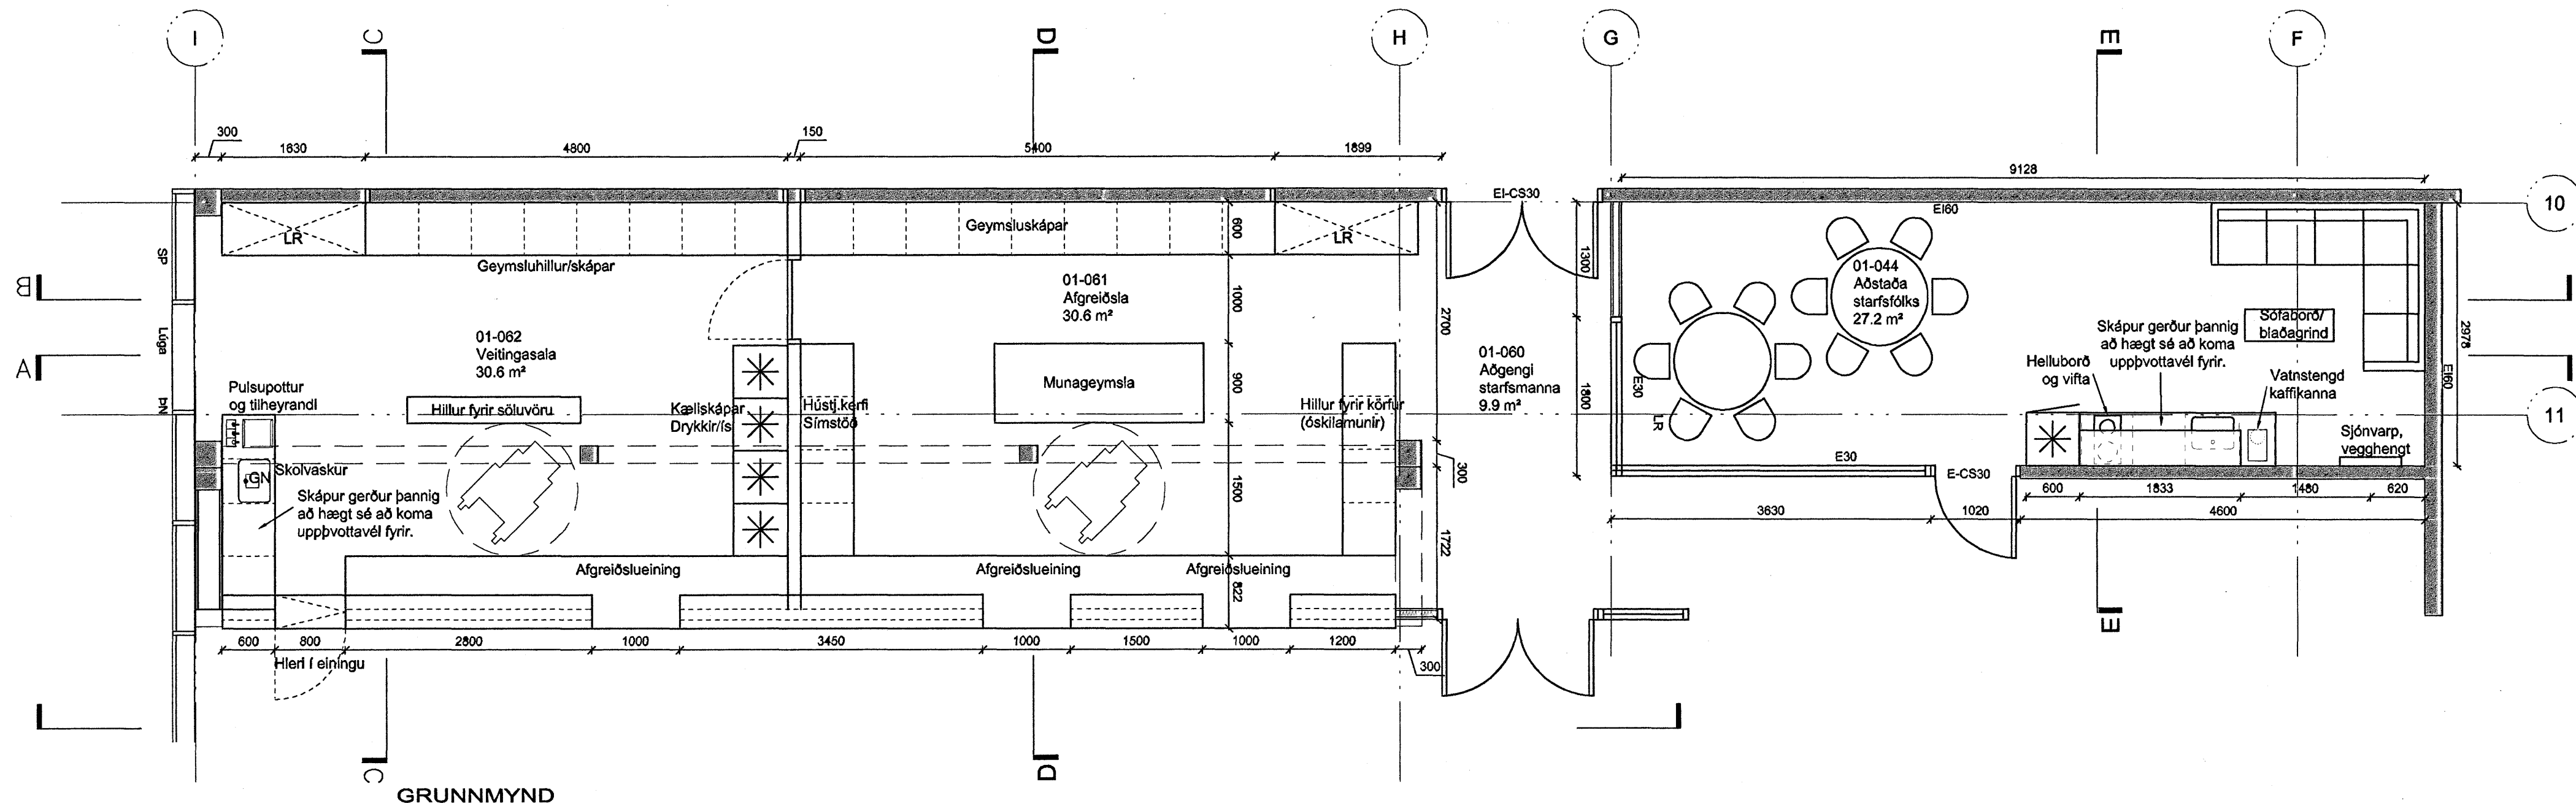 I
C
D
H
G
E
F
300
1830
4800
150
5400
1899
9128
EI-CS30
EI60
10
LR
Geymsluskápar
600
LR
Geymsluhillur/skápar
SP
B
01-061
Afgreiðsla
30.6 m²
1000
2700
1300
01-044
Aðstaða
starfsfólks
27.2 m²
Sófaborð/
blaðagrind
2978
Lúga
A
01-062
Veitingasala
30.6 m²
01-060
Aðgengi
starfsmanna
9.9 m²
Skápur gerður þannig
að hægt sé að koma
uppþvottavél fyrir.
Helluborð
og vifta
Vatnstengd
kaffikanna
EI60
Pulsupottur
og tilheyrandi
ÞN
Hillur fyrir söluvöru
Kæliskápar
Drykkir/ís
Hústj.kerfi
Símstöð
Munageymsla
900
Hillur fyrir körfur
(óskilamunir)
1800
E30
LR
11
Sjónvarp,
vegghengt
E30
E-CS30
GN
Skolvaskur
Skápur gerður þannig
að hægt sé að koma
uppþvottavél fyrir.
1500
300
1722
600
1833
1480
620
3630
1020
4600
Afgreiðslueining
Afgreiðslueining
Afgreiðslueining
822
600
800
2800
1000
3450
1000
1500
1000
1200
300
Hleri í einingu
E
C
D
GRUNNMYND